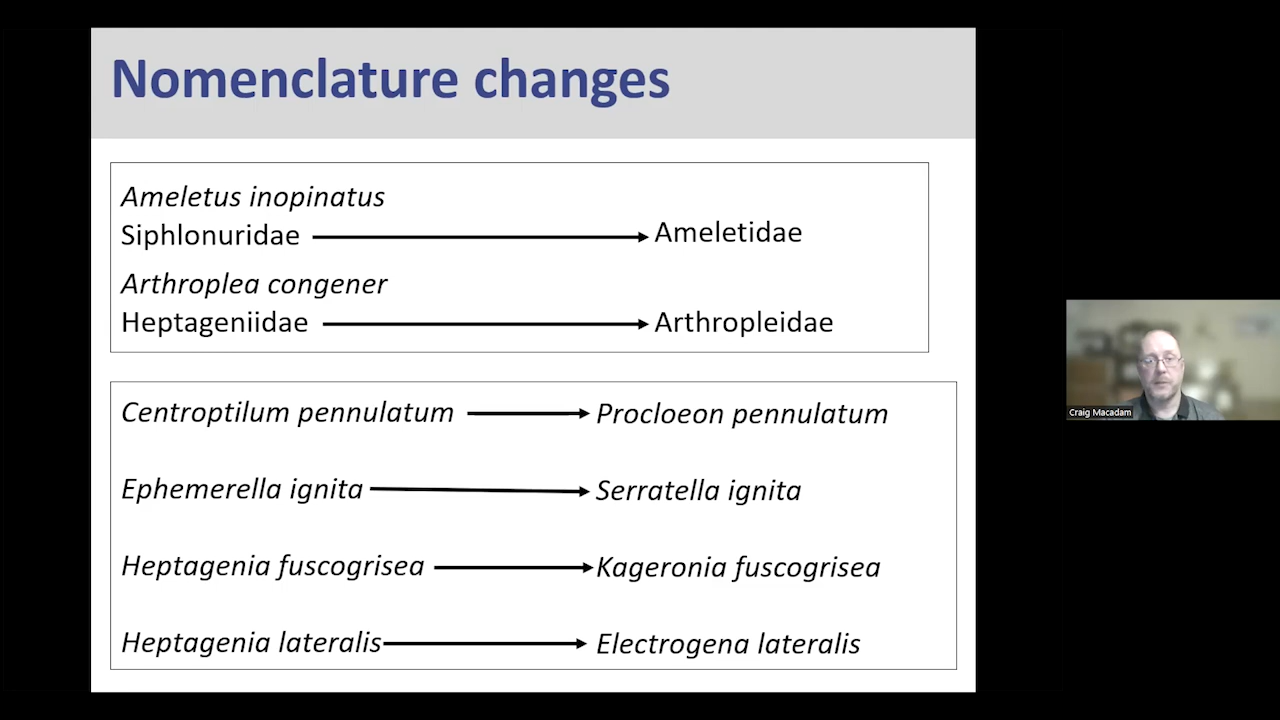 Nomenclature changes
Ameletus inopinatus
Siphlonuridae Ameletidae
Arthroplea congener
Heptageniidae Arthropleidae
Centroptilum pennulatum Procloeon pennulatum
Ephemerella ignita Serratella ignita
Heptagenia fuscogrisea Kageronia fuscogrisea
Heptagenia lateralis Electrogena lateralis
Craig Macadam